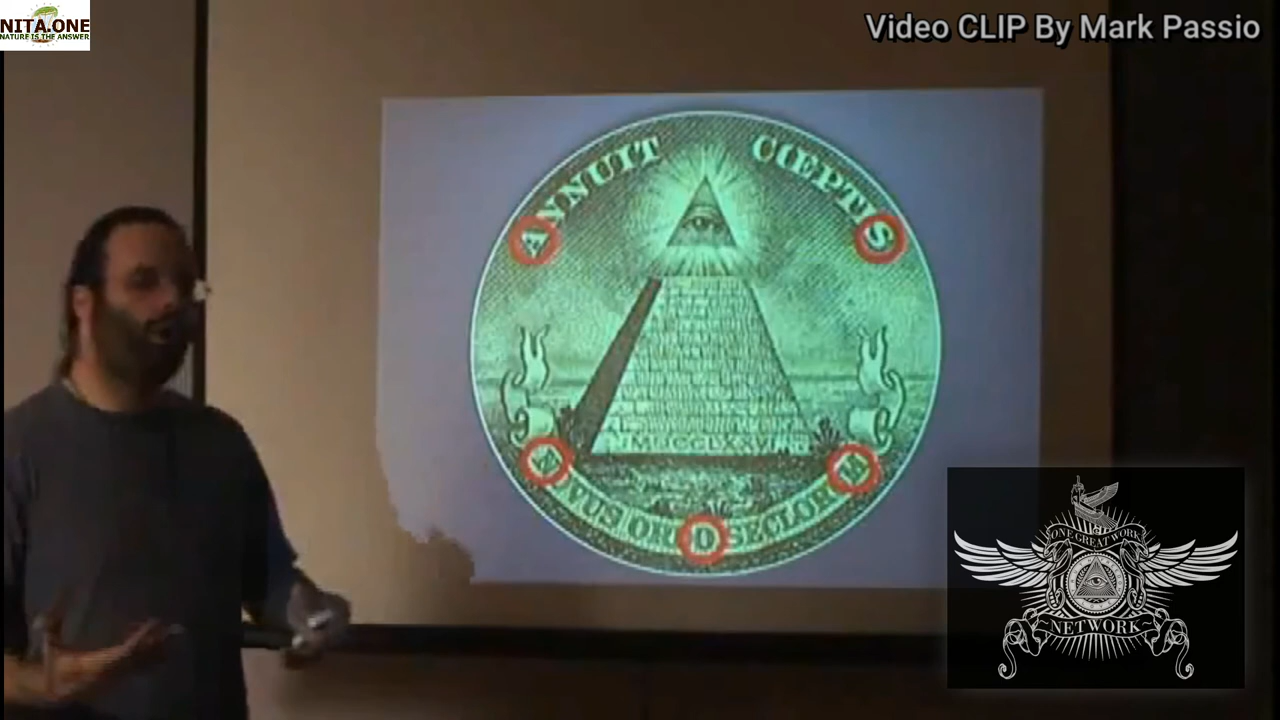 NITA.ONE
NATURE IS THE ANSWER
Video CLIP By Mark Passio
ANNUIT CŒPTIS
MDCCLXXVI
NOVUS ORDO SECLORUM
ONE GREAT WORK
NETWORK